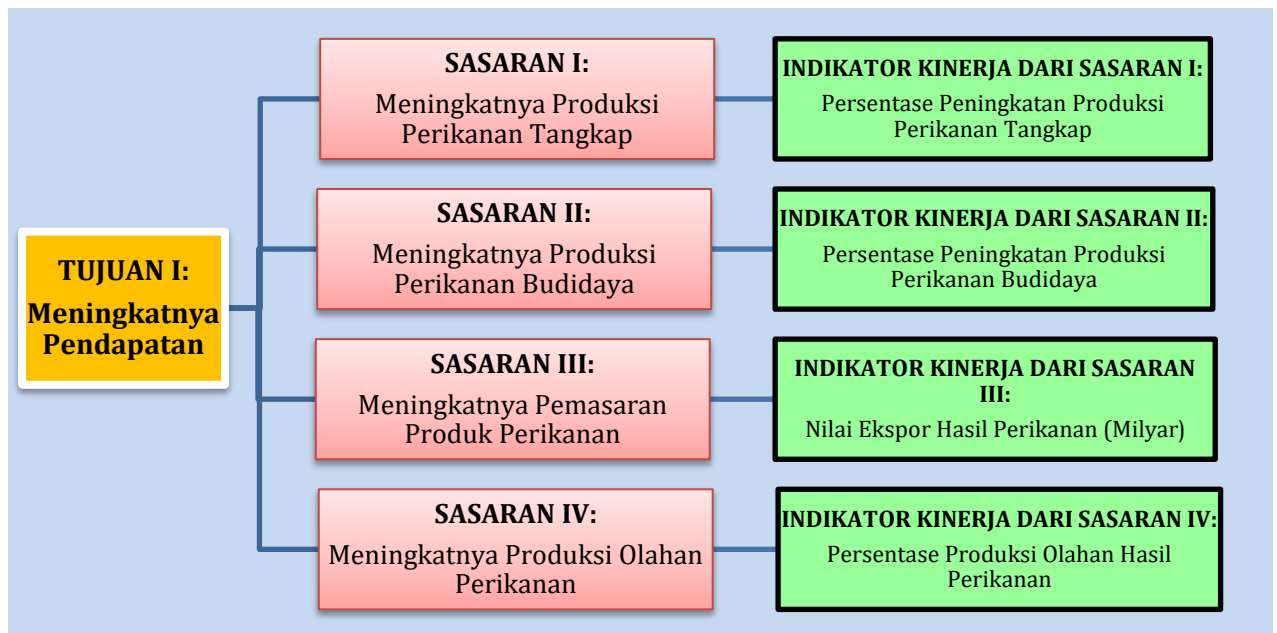 TUJUAN I:
Meningkatnya
Pendapatan
SASARAN I:
Meningkatnya Produksi
Perikanan Tangkap
INDIKATOR KINERJA DARI SASARAN I:
Persentase Peningkatan Produksi
Perikanan Tangkap
SASARAN II:
Meningkatnya Produksi
Perikanan Budidaya
INDIKATOR KINERJA DARI SASARAN II:
Persentase Peningkatan Produksi
Perikanan Budidaya
SASARAN III:
Meningkatnya Pemasaran
Produk Perikanan
INDIKATOR KINERJA DARI SASARAN
III:
Nilai Ekspor Hasil Perikanan (Milyar)
SASARAN IV:
Meningkatnya Produksi Olahan
Perikanan
INDIKATOR KINERJA DARI SASARAN IV:
Persentase Produksi Olahan Hasil
Perikanan